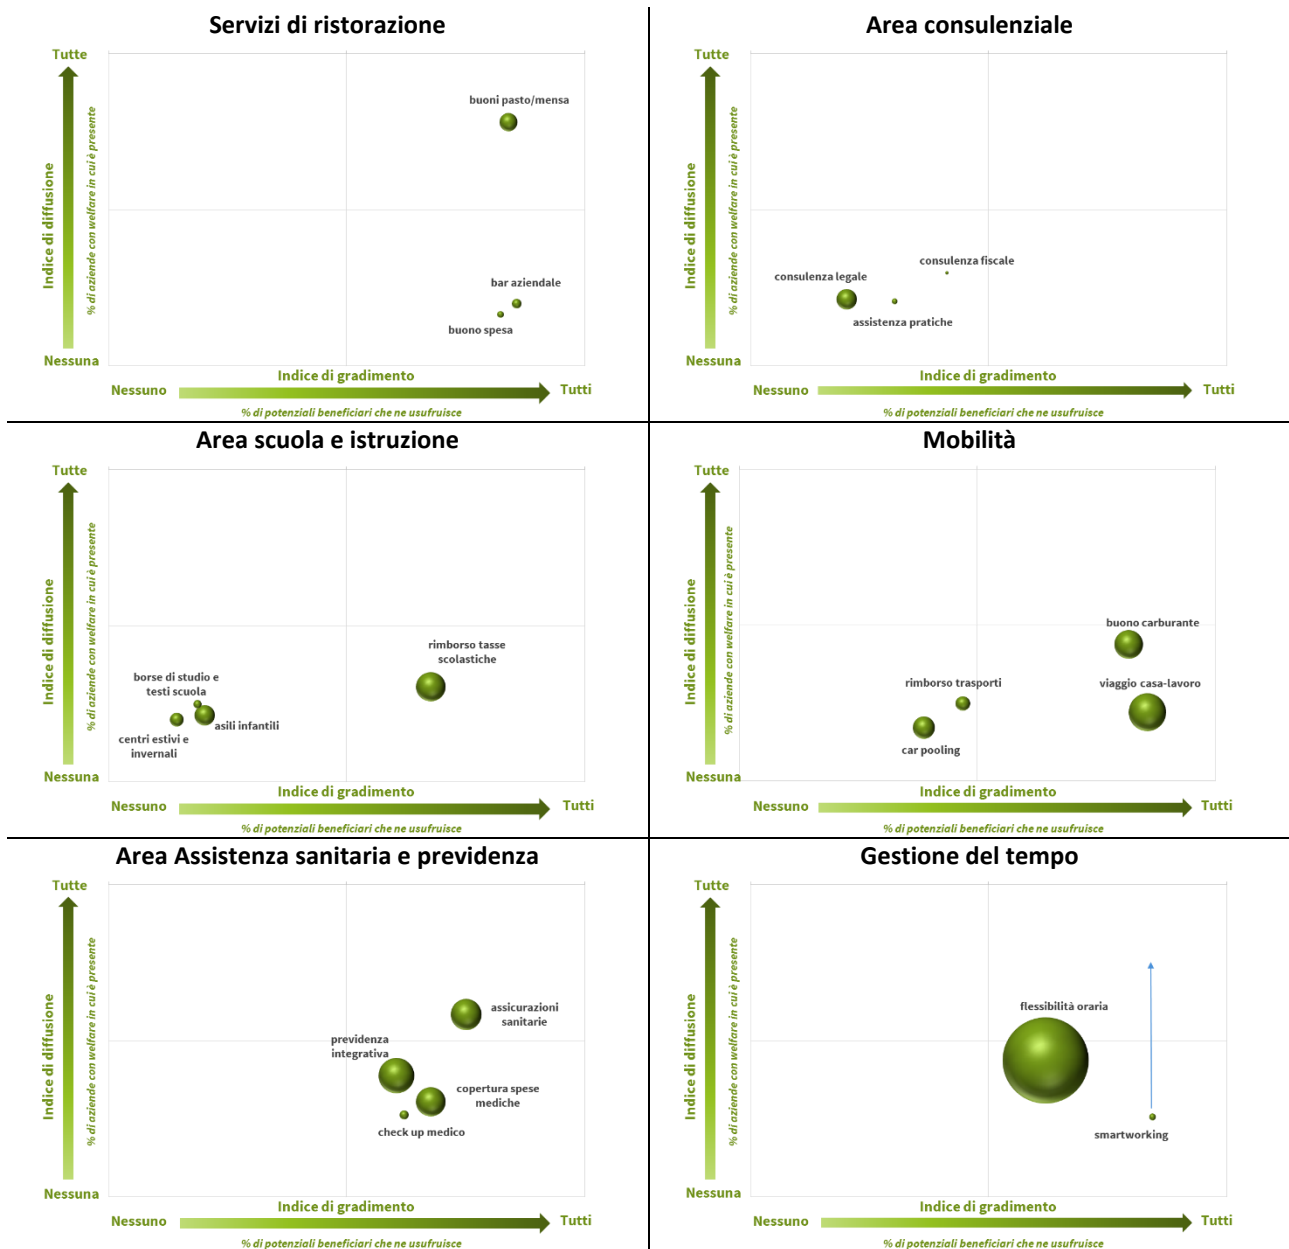 Servizi di ristorazione
Tutte
Indice di diffusione
% di aziende con welfare in cui è presente
buoni pasto/mensa
bar aziendale
buono spesa
Nessuna
Indice di gradimento
Nessuno
Tutti
% di potenziali beneficiari che ne usufruisce
Area consulenziale
Tutte
Indice di diffusione
% di aziende con welfare in cui è presente
consulenza fiscale
consulenza legale
assistenza pratiche
Nessuna
Indice di gradimento
Nessuno
Tutti
% di potenziali beneficiari che ne usufruisce
Area scuola e istruzione
Tutte
Indice di diffusione
% di aziende con welfare in cui è presente
rimborso tasse
scolastiche
borse di studio e
testi scuola
asili infantili
centri estivi e
invernali
Nessuna
Indice di gradimento
Nessuno
Tutti
% di potenziali beneficiari che ne usufruisce
Mobilità
Tutte
Indice di diffusione
% di aziende con welfare in cui è presente
buono carburante
rimborso trasporti
viaggio casa-lavoro
car pooling
Nessuna
Indice di gradimento
Nessuno
Tutti
% di potenziali beneficiari che ne usufruisce
Area Assistenza sanitaria e previdenza
Tutte
Indice di diffusione
% di aziende con welfare in cui è presente
assicurazioni
sanitarie
previdenza
integrativa
copertura spese
mediche
check up medico
Nessuna
Indice di gradimento
Nessuno
Tutti
% di potenziali beneficiari che ne usufruisce
Gestione del tempo
Tutte
Indice di diffusione
% di aziende con welfare in cui è presente
flessibilità oraria
smartworking
Nessuna
Indice di gradimento
Nessuno
Tutti
% di potenziali beneficiari che ne usufruisce